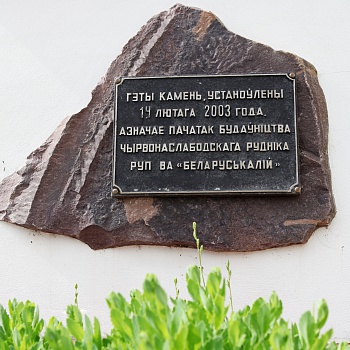 ГЭТЫ КАМЕНЬ, УСТАНОЎЛЕНЫ
14 ЛЮТАГА 2003 ГОДА,
АЗНАЧАЕ ПАЧАТАК БУДАЎНІЦТВА
ЧЫРВОНАСЛАБОДСКАГА РУДНІКА
РУП ВА «БЕЛАРУСЬКАЛІЙ»